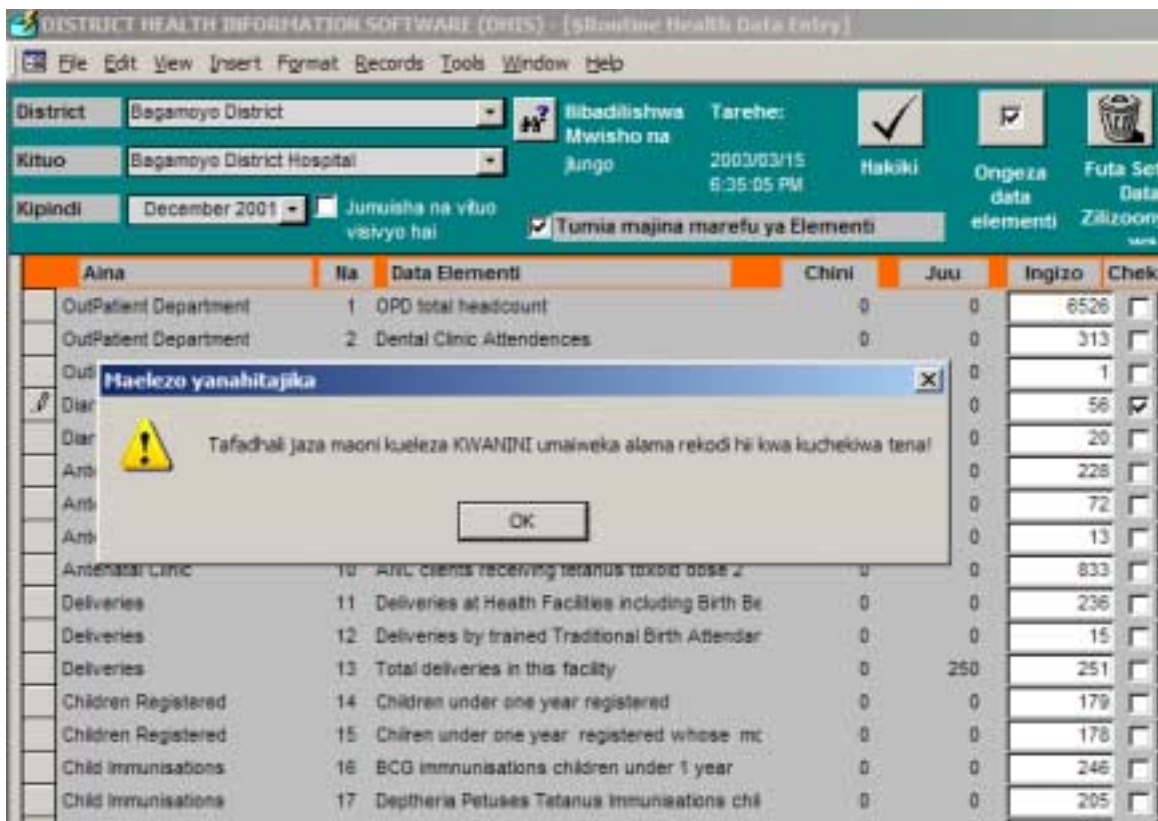 DISTRICT HEALTH INFORMATION SOFTWARE (DHIS) - [$Routine Health Data Entry]
File Edit View Insert Format Records Tools Window Help
District Bagamoyo District
Kituo Bagamoyo District Hospital
Kipindi December 2001
Jumuisha na vituo
visivyo hai
Ilibadilishwa
Mwisho na
jungo
Tarehe:
2003/03/15
6:35:05 PM
Tumia majina marefu ya Elementi
Hakiki
Ongeza
data
elementi
Futa Set
Data
Aina Na Data Elementi Chini Juu Ingizo Chek
OutPatient Department 1 OPD total headcount 0 0 6526
OutPatient Department 2 Dental Clinic Attendences 0 0 313
Out 0 1
Diar 0 56
Diar 0 20
Ante 0 228
Ante 0 72
Ante 0 13
Maelezo yanahitajika
Tafadhali jaza maoni kueleza KWANINI umaiweka alama rekodi hii kwa kuchekiwa tena!
OK
Antenatal Clinic 10 ANC clients receiving tetanus toxoid dose 2 0 0 833
Deliveries 11 Deliveries at Health Facilities including Birth Be 0 0 236
Deliveries 12 Deliveries by trained Traditional Birth Attendar 0 0 15
Deliveries 13 Total deliveries in this facility 0 250 251
Children Registered 14 Children under one year registered 0 0 179
Children Registered 15 Chilren under one year registered whose mc 0 0 178
Child Immunisations 16 BCG immnunisations children under 1 year 0 0 246
Child Immunisations 17 Deptheria Petuses Tetanus Immunisations chil 0 0 205